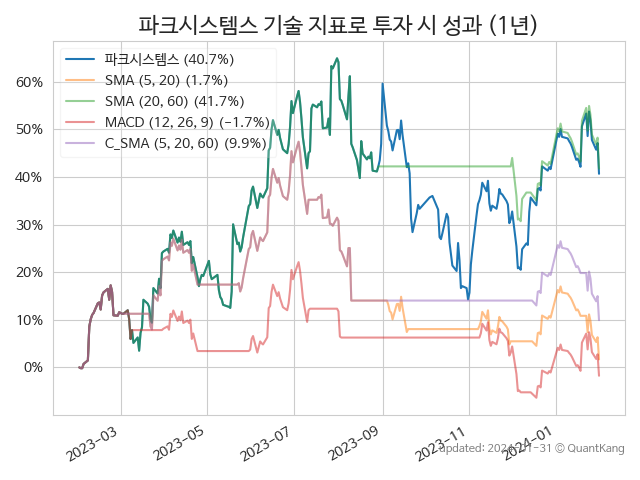 파크시스템스 기술 지표로 투자 시 성과 (1년)
파크시스템스 (40.7%)
SMA (5, 20) (1.7%)
SMA (20, 60) (41.7%)
MACD (12, 26, 9) (-1.7%)
C_SMA (5, 20, 60) (9.9%)
60%
50%
40%
30%
20%
10%
0%
2023-03
2023-05
2023-07
2023-09
2023-11
2024-01
updated: 2024-01-31 © QuantKang